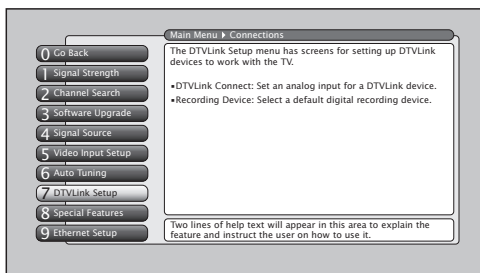 Main Menu ▸ Connections
0 Go Back
1 Signal Strength
2 Channel Search
3 Software Upgrade
4 Signal Source
5 Video Input Setup
6 Auto Tuning
7 DTVLink Setup
8 Special Features
9 Ethernet Setup
The DTVLink Setup menu has screens for setting up DTVLink
devices to work with the TV.
▪DTVLink Connect: Set an analog input for a DTVLink device.
▪Recording Device: Select a default digital recording device.
Two lines of help text will appear in this area to explain the
feature and instruct the user on how to use it.